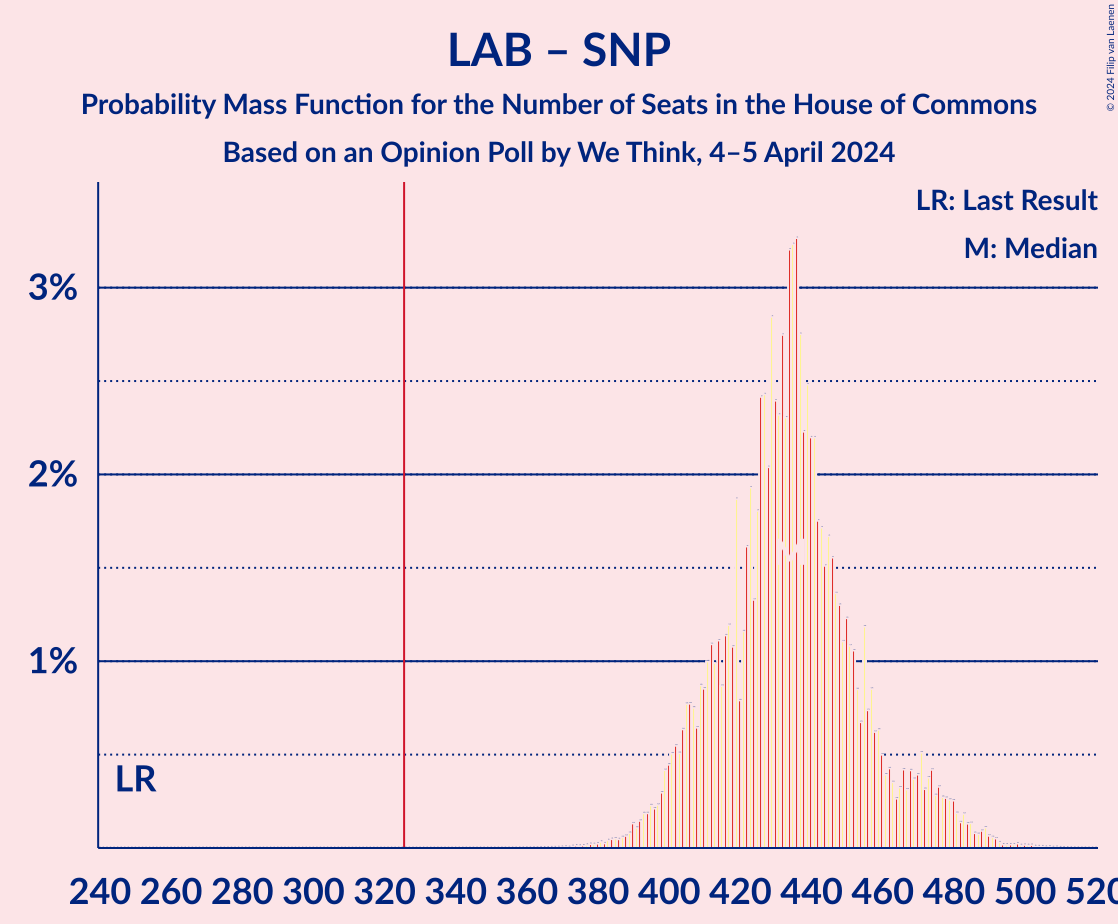 LAB – SNP
Probability Mass Function for the Number of Seats in the House of Commons
Based on an Opinion Poll by We Think, 4–5 April 2024
© 2024 Filip van Laenen
LR: Last Result
M: Median
3%
2%
1%
LR
240 260 280 300 320 340 360 380 400 420 440 460 480 500 520